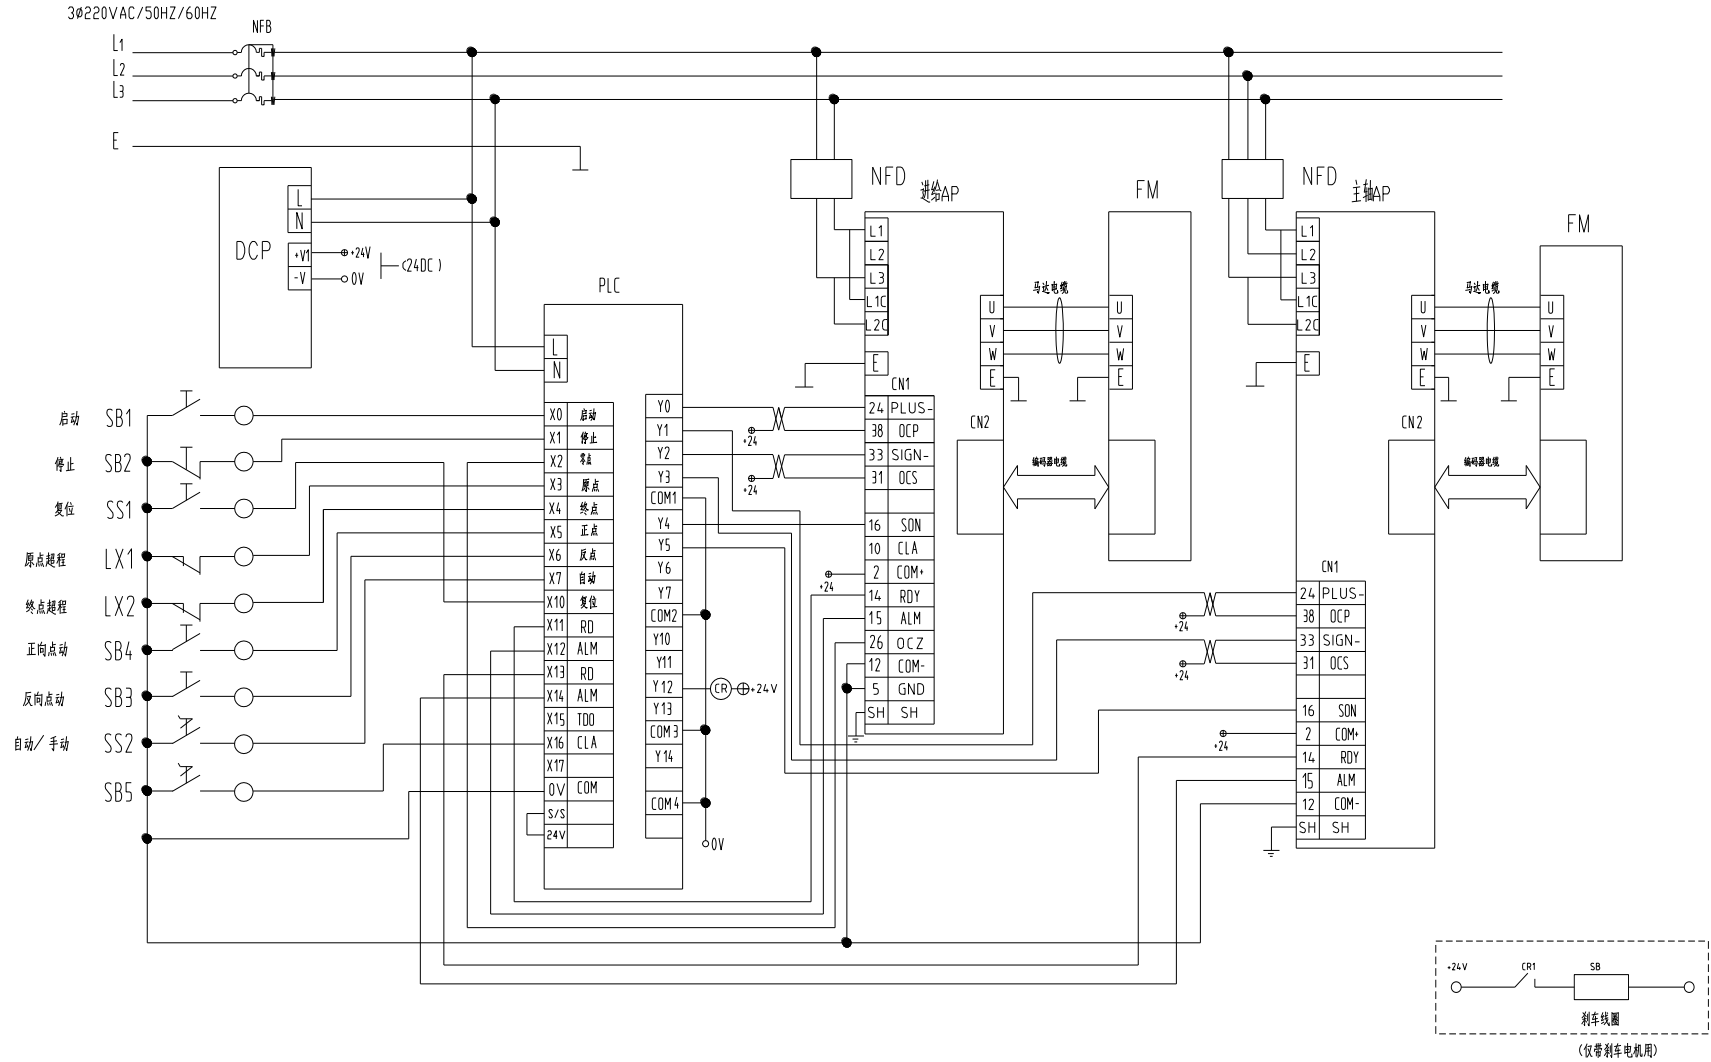 3Ø220VAC/50HZ/60HZ
NFB
L1
L2
L3
E
DCP
L
N
+V1
-V
+24V
0V
(24DC)
PLC
L
N
启动 SB1
停止 SB2
复位 SS1
原点超程 LX1
终点超程 LX2
正向点动 SB4
反向点动 SB3
自动/手动 SS2
SB5
X0 启动
X1 停止
X2 零点
X3 原点
X4 终点
X5 正点
X6 反点
X7 自动
X10 复位
X11 RD
X12 ALM
X13 RD
X14 ALM
X15 TDO
X16 CLA
X17
0V COM
S/S
24V
Y0
Y1
Y2
Y3
COM1
Y4
Y5
Y6
Y7
COM2
Y10
Y11
Y12
Y13
COM3
Y14
COM4
CR +24V
0V
NFD
进给AP
L1
L2
L3
L1C
L2C
E
CN1
+24
+24
+24
24 PLUS-
38 OCP
33 SIGN-
31 OCS
16 SON
10 CLA
2 COM+
14 RDY
15 ALM
26 OCZ
12 COM-
5 GND
SH SH
U
V
W
E
CN2
马达电缆
编码器电缆
FM
U
V
W
E
NFD
主轴AP
L1
L2
L3
L1C
L2C
E
CN1
+24
+24
+24
24 PLUS-
38 OCP
33 SIGN-
31 OCS
16 SON
2 COM+
14 RDY
15 ALM
12 COM-
SH SH
U
V
W
E
CN2
马达电缆
编码器电缆
FM
U
V
W
E
+24V CR1 SB
刹车线圈
(仅带刹车电机用)